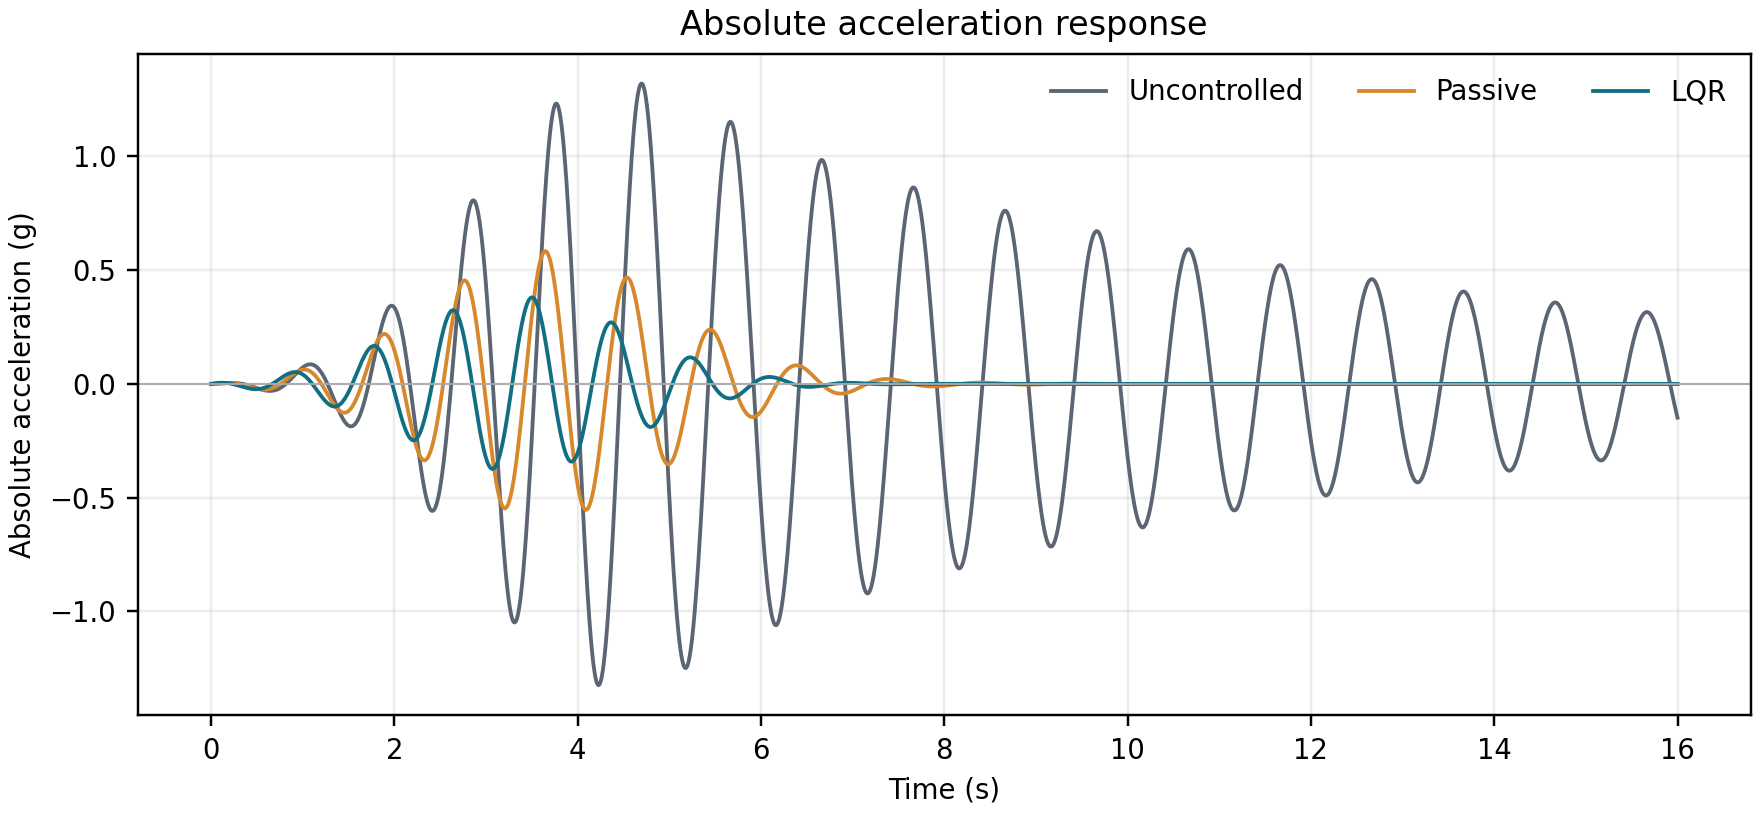 Absolute acceleration response
Uncontrolled Passive LQR
Absolute acceleration (g)
1.0
0.5
0.0
−0.5
−1.0
0 2 4 6 8 10 12 14 16
Time (s)